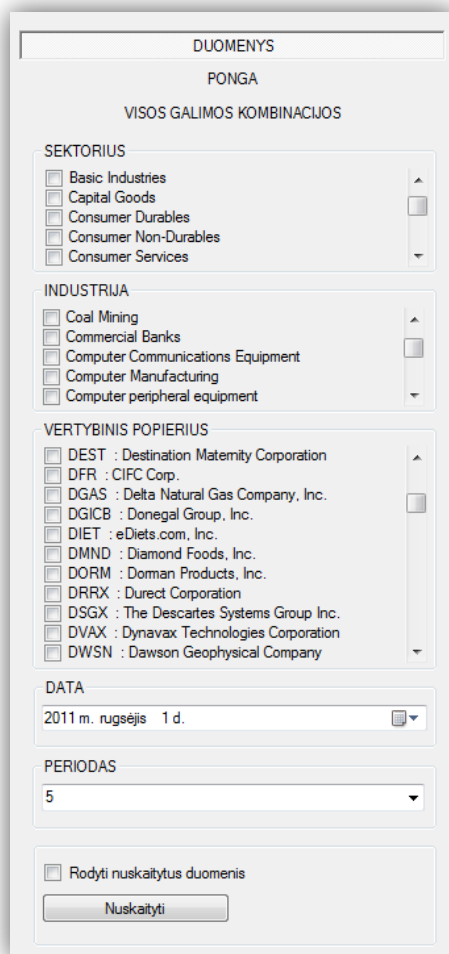 DUOMENYS
PONGA
VISOS GALIMOS KOMBINACIJOS
SEKTORIUS
Basic Industries
Capital Goods
Consumer Durables
Consumer Non-Durables
Consumer Services
INDUSTRIJA
Coal Mining
Commercial Banks
Computer Communications Equipment
Computer Manufacturing
Computer peripheral equipment
VERTYBINIS POPIERIUS
DEST : Destination Maternity Corporation
DFR : CIFC Corp.
DGAS : Delta Natural Gas Company, Inc.
DGICB : Donegal Group, Inc.
DIET : eDiets.com, Inc.
DMND : Diamond Foods, Inc.
DORM : Dorman Products, Inc.
DRRX : Durect Corporation
DSGX : The Descartes Systems Group Inc.
DVAX : Dynavax Technologies Corporation
DWSN : Dawson Geophysical Company
DATA
2011 m. rugsėjis 1 d.
PERIODAS
5
Rodyti nuskaitytus duomenis
Nuskaityti